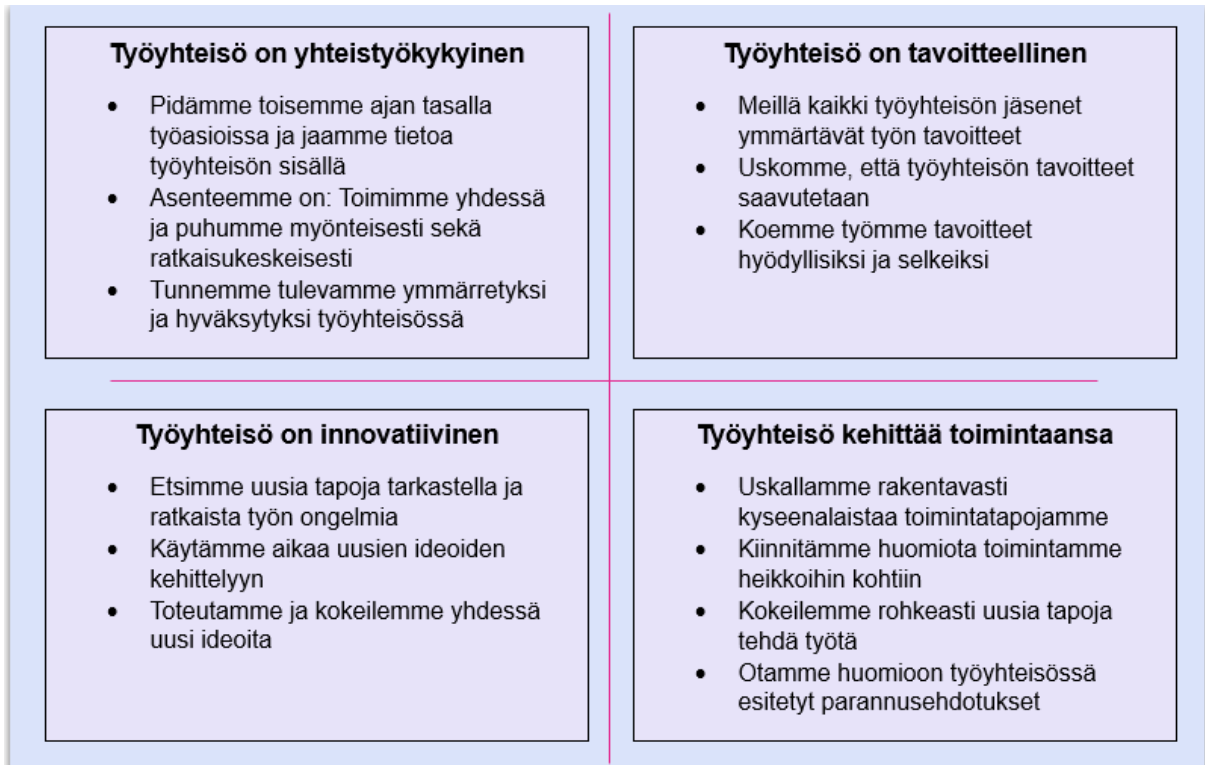 Työyhteisö on yhteistyökykyinen
• Pidämme toisemme ajan tasalla
työasioissa ja jaamme tietoa
työyhteisön sisällä
• Asenteemme on: Toimimme yhdessä
ja puhumme myönteisesti sekä
ratkaisukeskeisesti
• Tunnemme tulevamme ymmärretyksi
ja hyväksytyksi työyhteisössä
Työyhteisö on tavoitteellinen
• Meillä kaikki työyhteisön jäsenet
ymmärtävät työn tavoitteet
• Uskomme, että työyhteisön tavoitteet
saavutetaan
• Koemme työmme tavoitteet
hyödyllisiksi ja selkeiksi
Työyhteisö on innovatiivinen
• Etsimme uusia tapoja tarkastella ja
ratkaista työn ongelmia
• Käytämme aikaa uusien ideoiden
kehittelyyn
• Toteutamme ja kokeilemme yhdessä
uusi ideoita
Työyhteisö kehittää toimintaansa
• Uskallamme rakentavasti
kyseenalaistaa toimintatapojamme
• Kiinnitämme huomiota toimintamme
heikkoihin kohtiin
• Kokeilemme rohkeasti uusia tapoja
tehdä työtä
• Otamme huomioon työyhteisössä
esitetyt parannusehdotukset